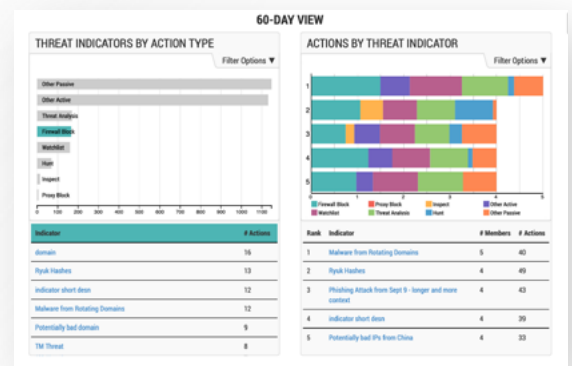 60-DAY VIEW
THREAT INDICATORS BY ACTION TYPE
Filter Options ▼
Other Passive
Other Active
Threat Analysis
Firewall Block
Watchlist
Hunt
Inspect
Proxy Block
0 100 200 300 400 500 600 700 800 900 1000 1100
Indicator # Actions
domain 16
Ryuk Hashes 13
indicator short desn 12
Malware from Rotating Domains 12
Potentially bad domain 9
TM Threat 8
ACTIONS BY THREAT INDICATOR
Filter Options ▼
1
2
3
4
5
0 1 2 3 4 5
Firewall Block Proxy Block Inspect Other Active
Watchlist Threat Analysis Hunt Other Passive
Rank Indicator # Members # Actions
1 Malware from Rotating Domains 5 40
2 Ryuk Hashes 4 49
3 Phishing Attack from Sept 9 - longer and more 4 43
context
4 indicator short desn 4 39
5 Potentially bad IPs from China 4 33